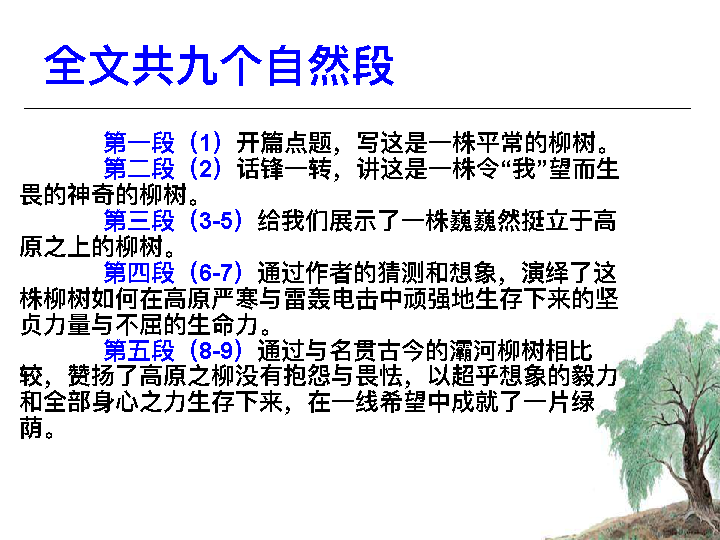 全文共九个自然段
第一段（1）开篇点题，写这是一株平常的柳树。
第二段（2）话锋一转，讲这是一株令“我”望而生
畏的神奇的柳树。
第三段（3-5）给我们展示了一株巍巍然挺立于高
原之上的柳树。
第四段（6-7）通过作者的猜测和想象，演绎了这
株柳树如何在高原严寒与雷轰电击中顽强地生存下来的坚
贞力量与不屈的生命力。
第五段（8-9）通过与名贯古今的灞河柳树相比
较，赞扬了高原之柳没有抱怨与畏怯，以超乎想象的毅力
和全部身心之力生存下来，在一线希望中成就了一片绿
荫。